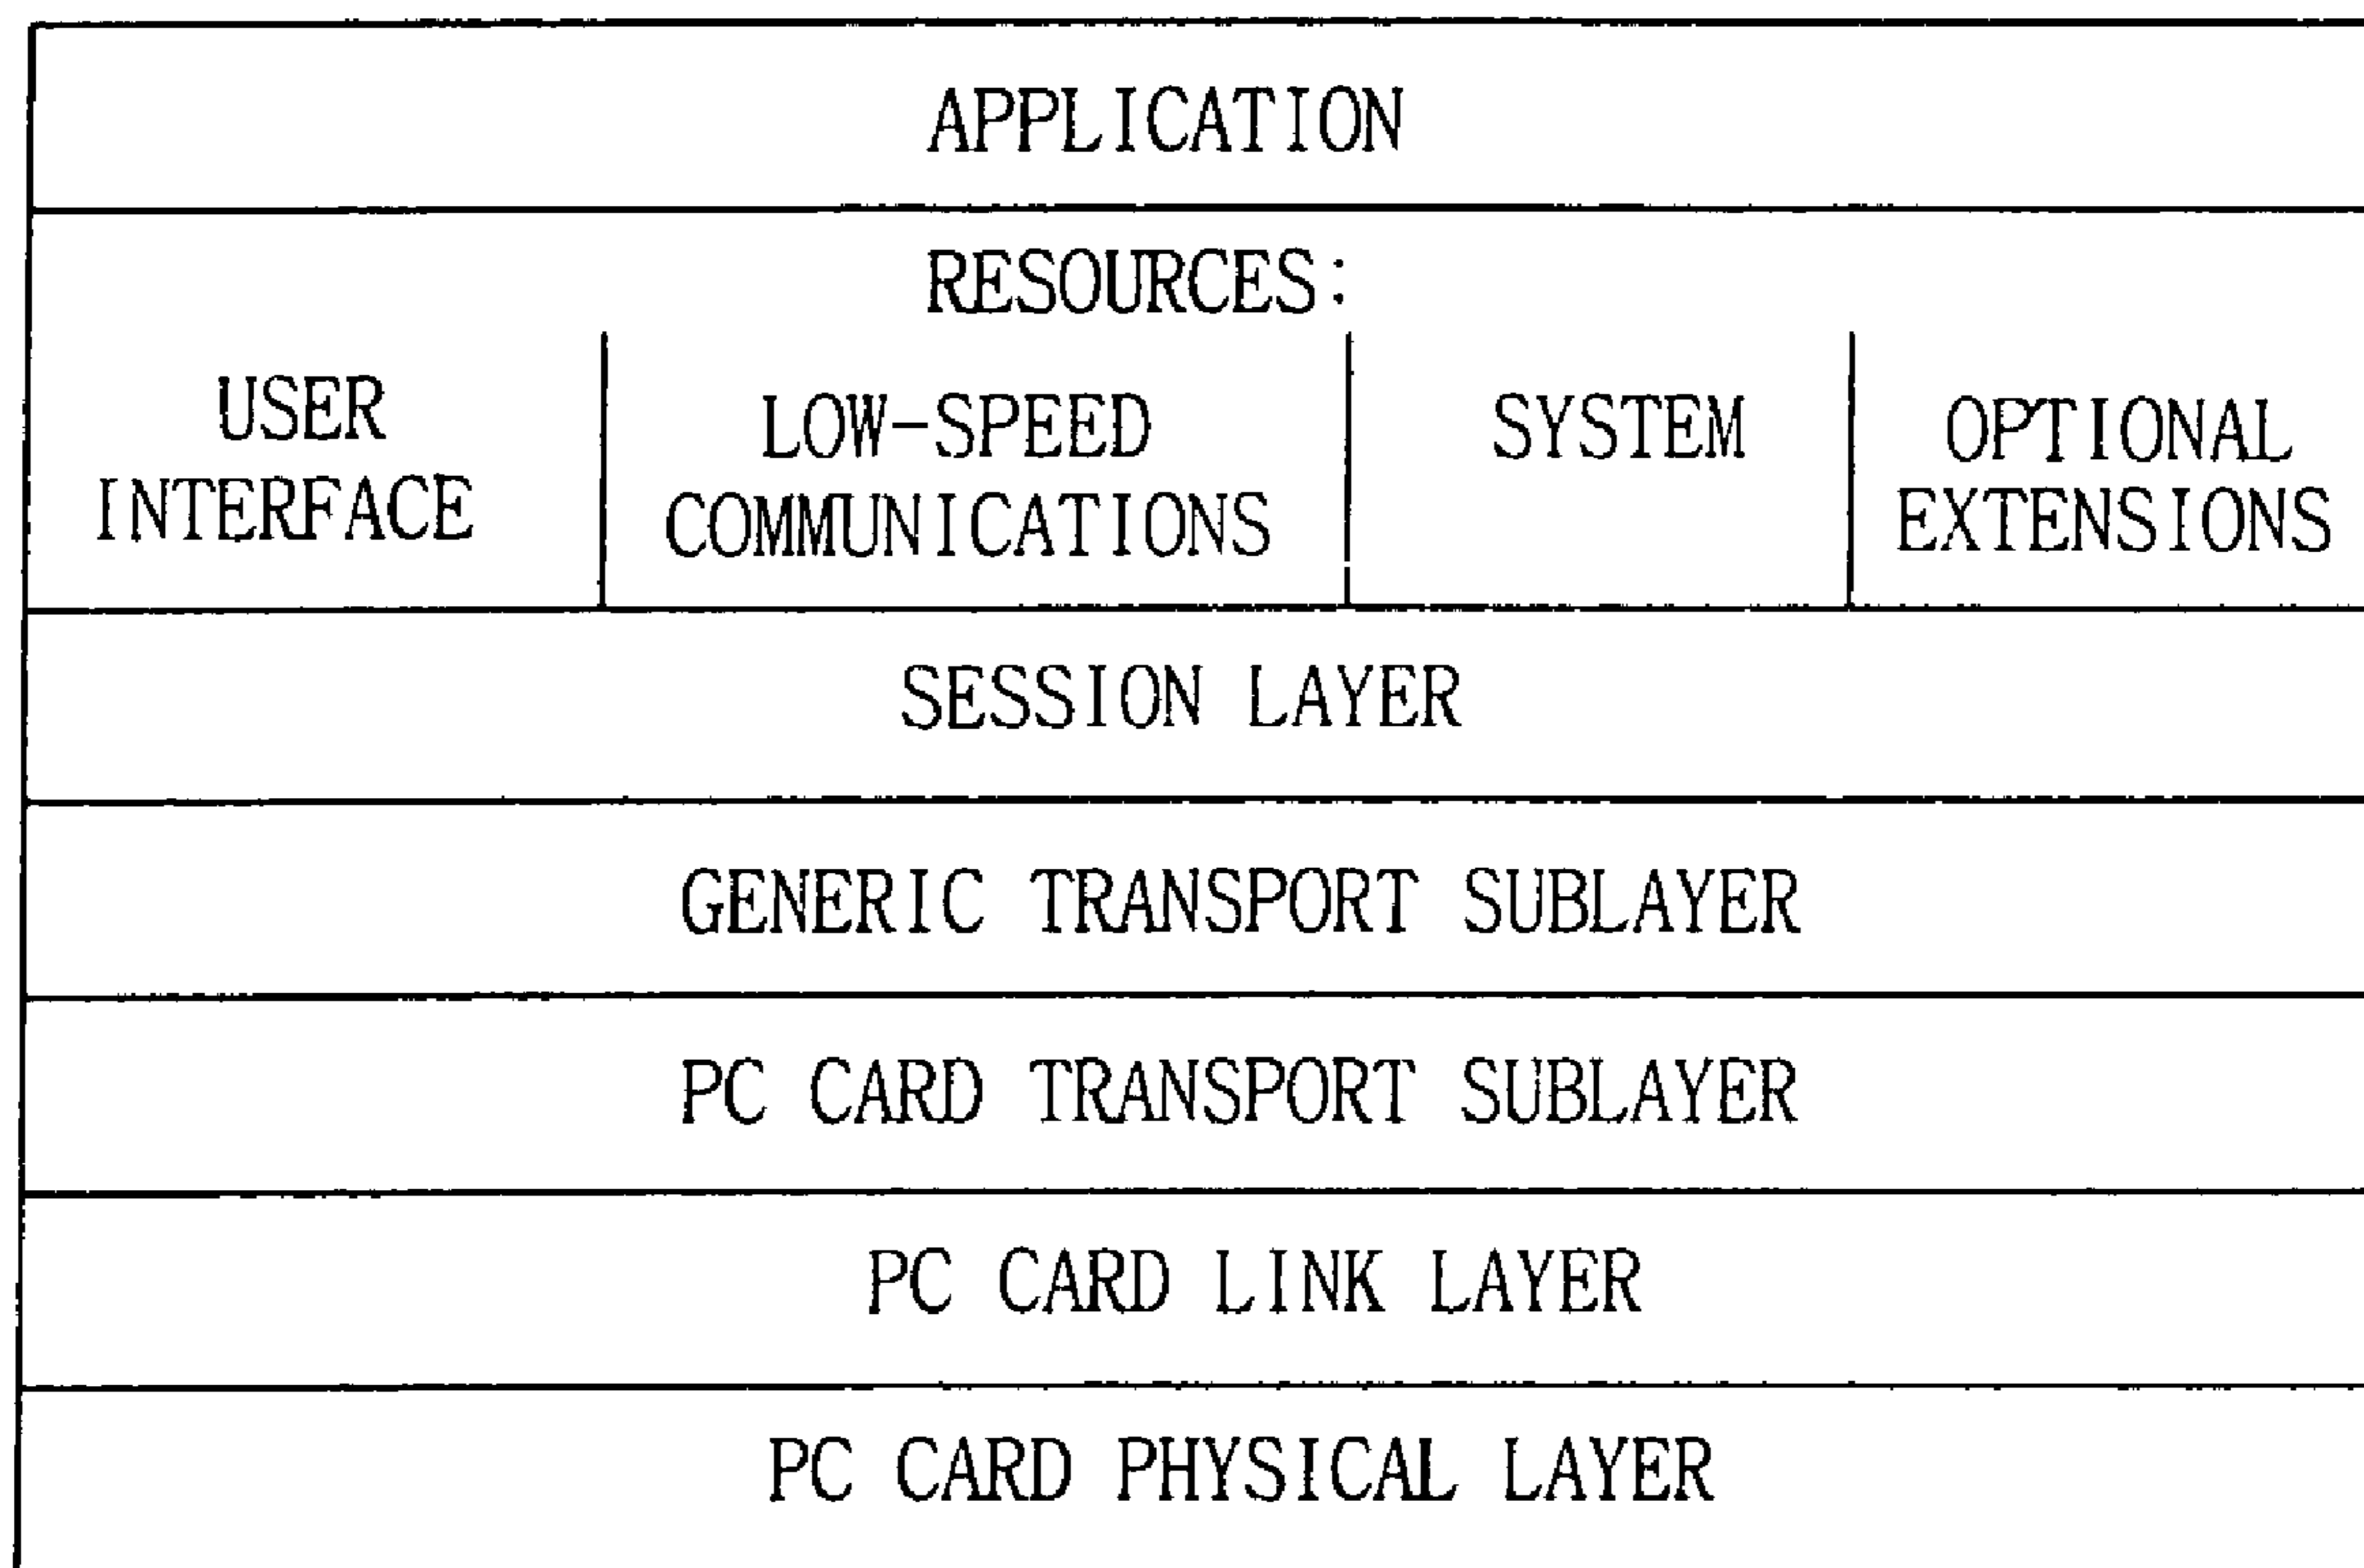 APPLICATION
RESOURCES:
USER
INTERFACE
LOW-SPEED
COMMUNICATIONS
SYSTEM
OPTIONAL
EXTENSIONS
SESSION LAYER
GENERIC TRANSPORT SUBLAYER
PC CARD TRANSPORT SUBLAYER
PC CARD LINK LAYER
PC CARD PHYSICAL LAYER